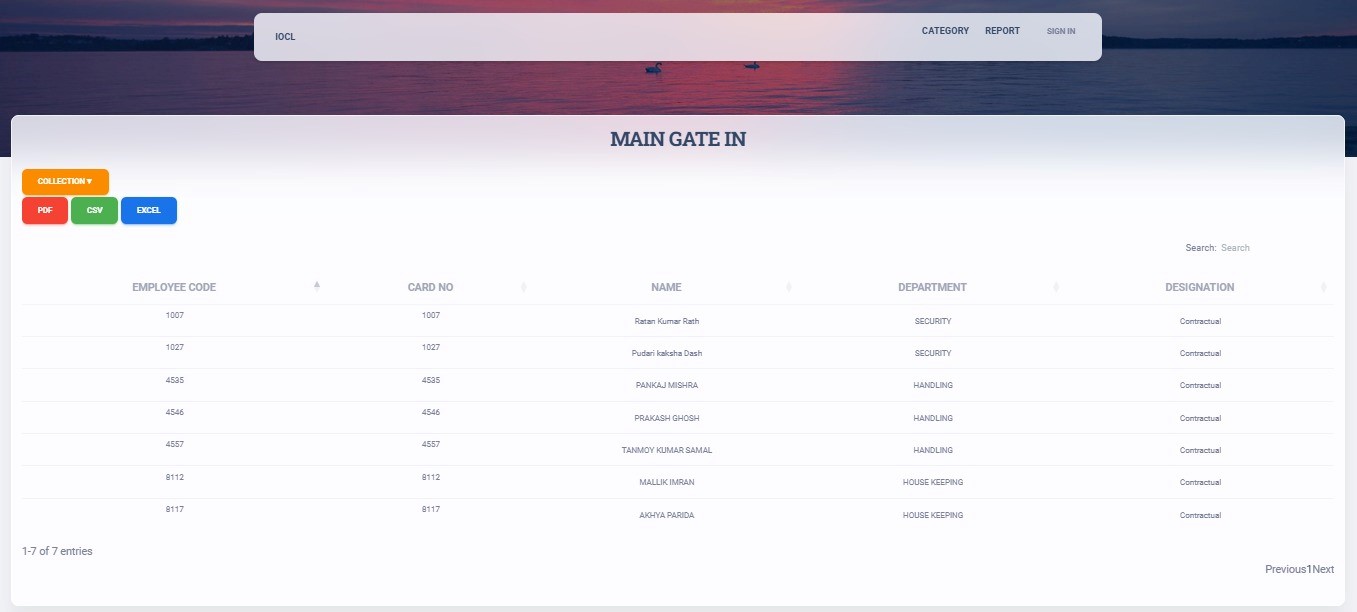 IOCL CATEGORY REPORT SIGN IN
MAIN GATE IN
COLLECTION ▼
PDF CSV EXCEL
Search: Search
EMPLOYEE CODE CARD NO NAME DEPARTMENT DESIGNATION
1007 1007 Ratan Kumar Rath SECURITY Contractual
1027 1027 Pudari kaksha Dash SECURITY Contractual
4535 4535 PANKAJ MISHRA HANDLING Contractual
4546 4546 PRAKASH GHOSH HANDLING Contractual
4557 4557 TANMOY KUMAR SAMAL HANDLING Contractual
8112 8112 MALLIK IMRAN HOUSE KEEPING Contractual
8117 8117 AKHYA PARIDA HOUSE KEEPING Contractual
1-7 of 7 entries
Previous1Next